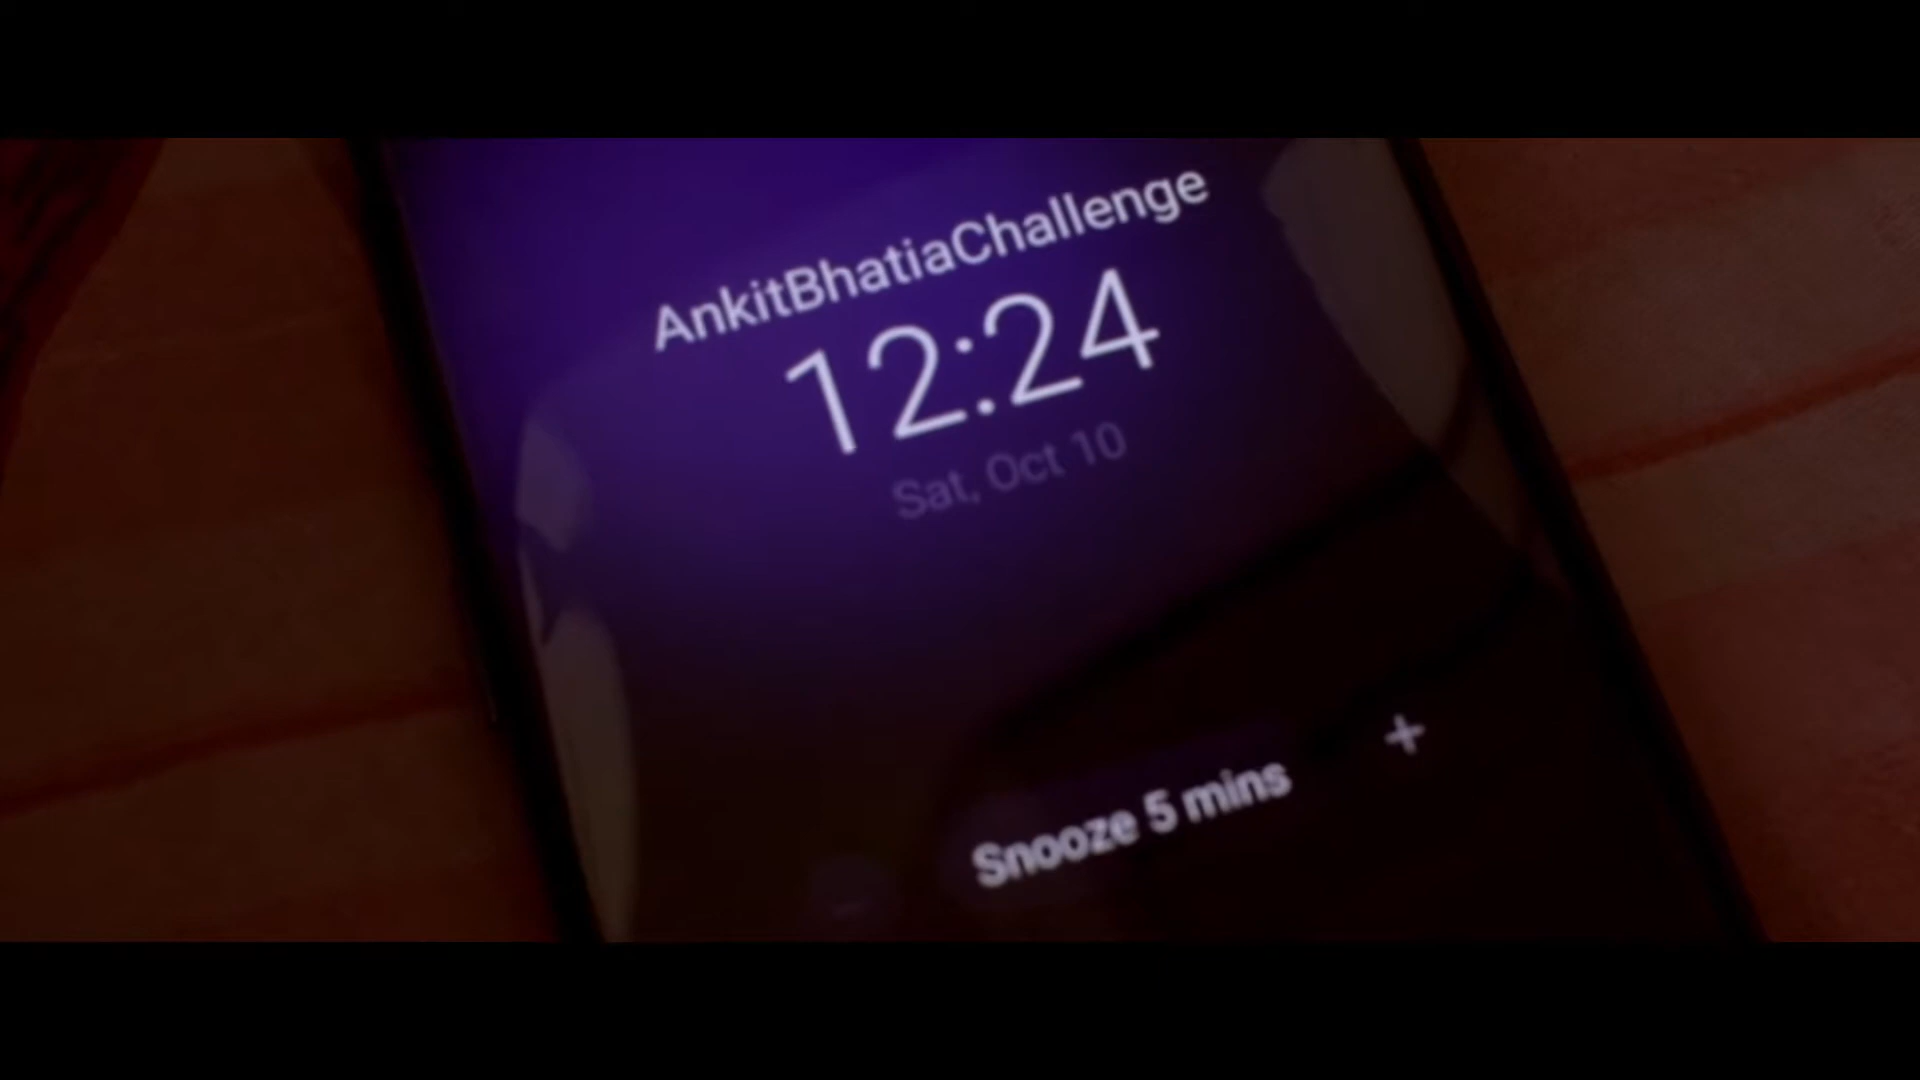 AnkitBhatiaChallenge
12:24
Sat, Oct 10
Snooze 5 mins
+